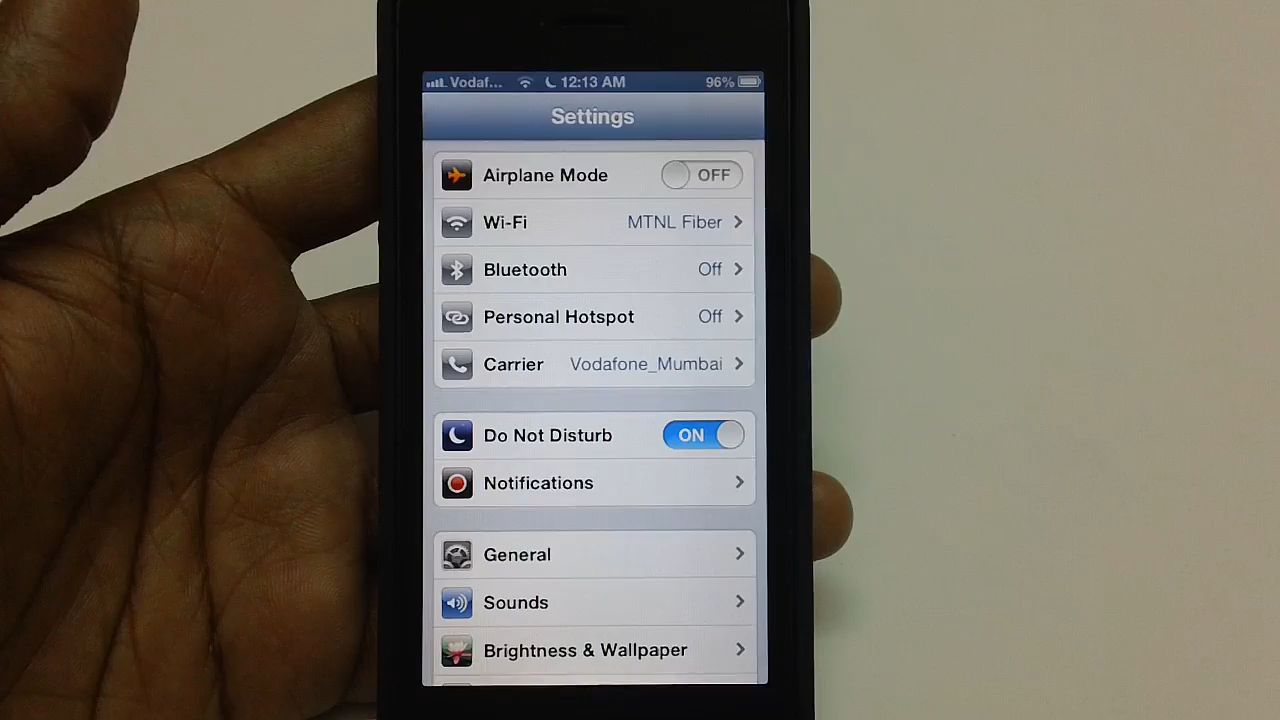 Vodaf... 12:13 AM 96%
Settings
Airplane Mode OFF
Wi-Fi MTNL Fiber
Bluetooth Off
Personal Hotspot Off
Carrier Vodafone_Mumbai
Do Not Disturb ON
Notifications
General
Sounds
Brightness & Wallpaper